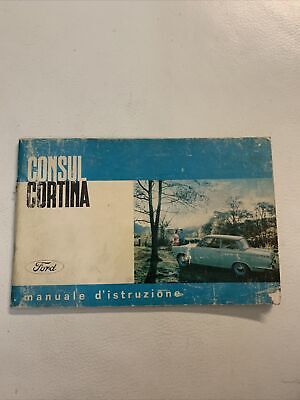 CONSUL
CORTINA
Ford
manuale d'istruzione